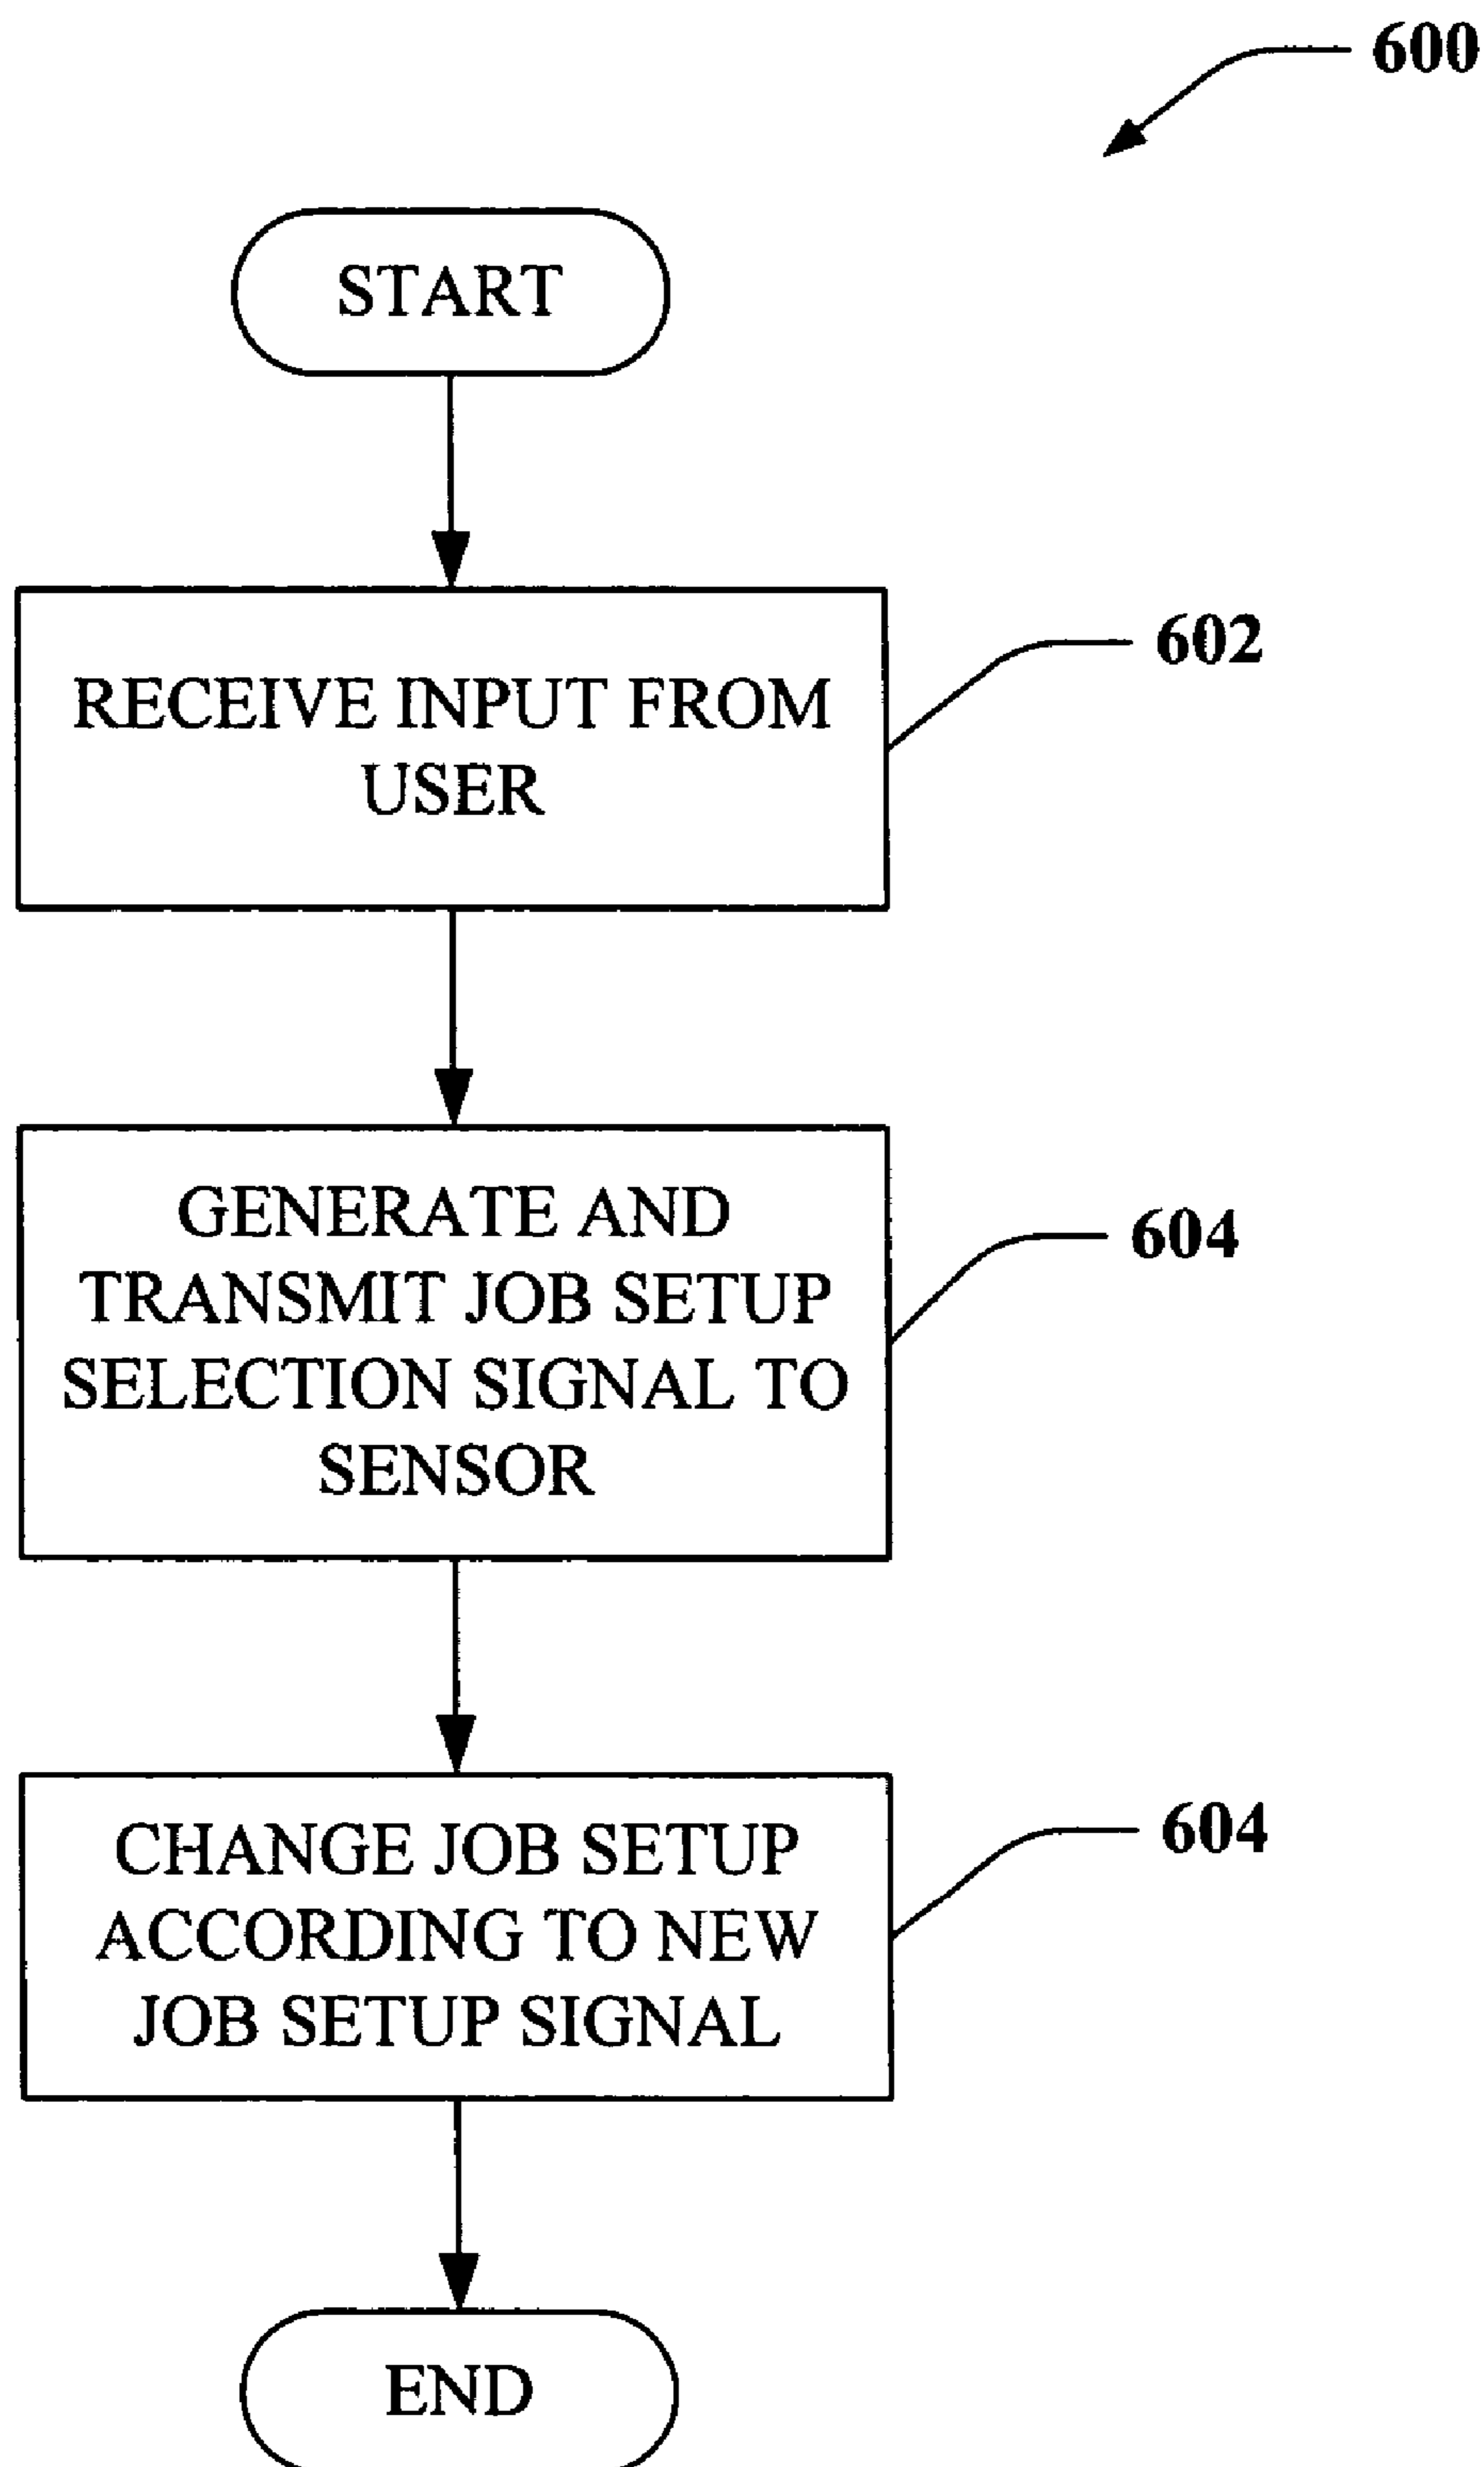 600
START
RECEIVE INPUT FROM
USER
602
GENERATE AND
TRANSMIT JOB SETUP
SELECTION SIGNAL TO
SENSOR
604
CHANGE JOB SETUP
ACCORDING TO NEW
JOB SETUP SIGNAL
604
END